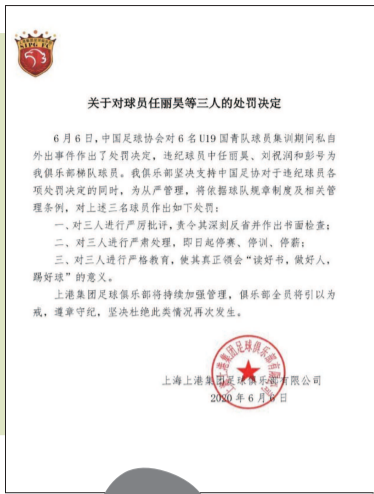 SIPG FC
关于对球员任丽昊等三人的处罚决定
6月6日，中国足球协会对6名U19国青队球员集训期间私自
外出事件作出了处罚决定，违纪球员中任丽昊、刘祝润和彭号为
我俱乐部梯队球员。我俱乐部坚决支持中国足协对于违纪球员各
项处罚决定的同时，为从严管理，将依据球队规章制度及相关管
理条例，对上述三名球员作出如下处罚：
一、对三人进行严厉批评，责令其深刻反省并作出书面检查；
二、对三人进行严肃处理，即日起停赛、停训、停薪；
三、对三人进行严格教育，使其真正领会“读好书，做好人，
踢好球”的意义。
上港集团足球俱乐部将持续加强管理，俱乐部全员将引以为
戒，遵章守纪，坚决杜绝此类情况再次发生。
上海上港集团足球俱乐部有限公司
2020年6月6日